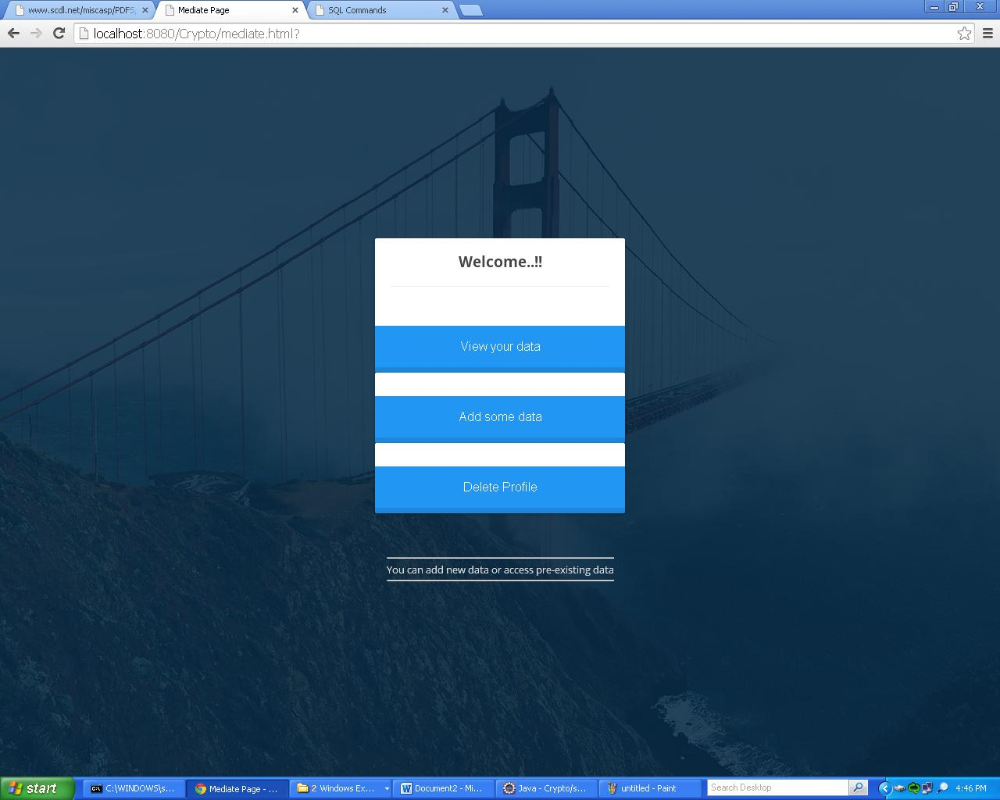 www.scdl.net/miscasp/PDFS,
Mediate Page
SQL Commands
localhost:8080/Crypto/mediate.html?
Welcome..!!
View your data
Add some data
Delete Profile
You can add new data or access pre-existing data
start
C:\WINDOWS\s...
Mediate Page - ...
2 Windows Ex...
Document2 - Mi...
Java - Crypto/s...
untitled - Paint
Search Desktop
4:46 PM